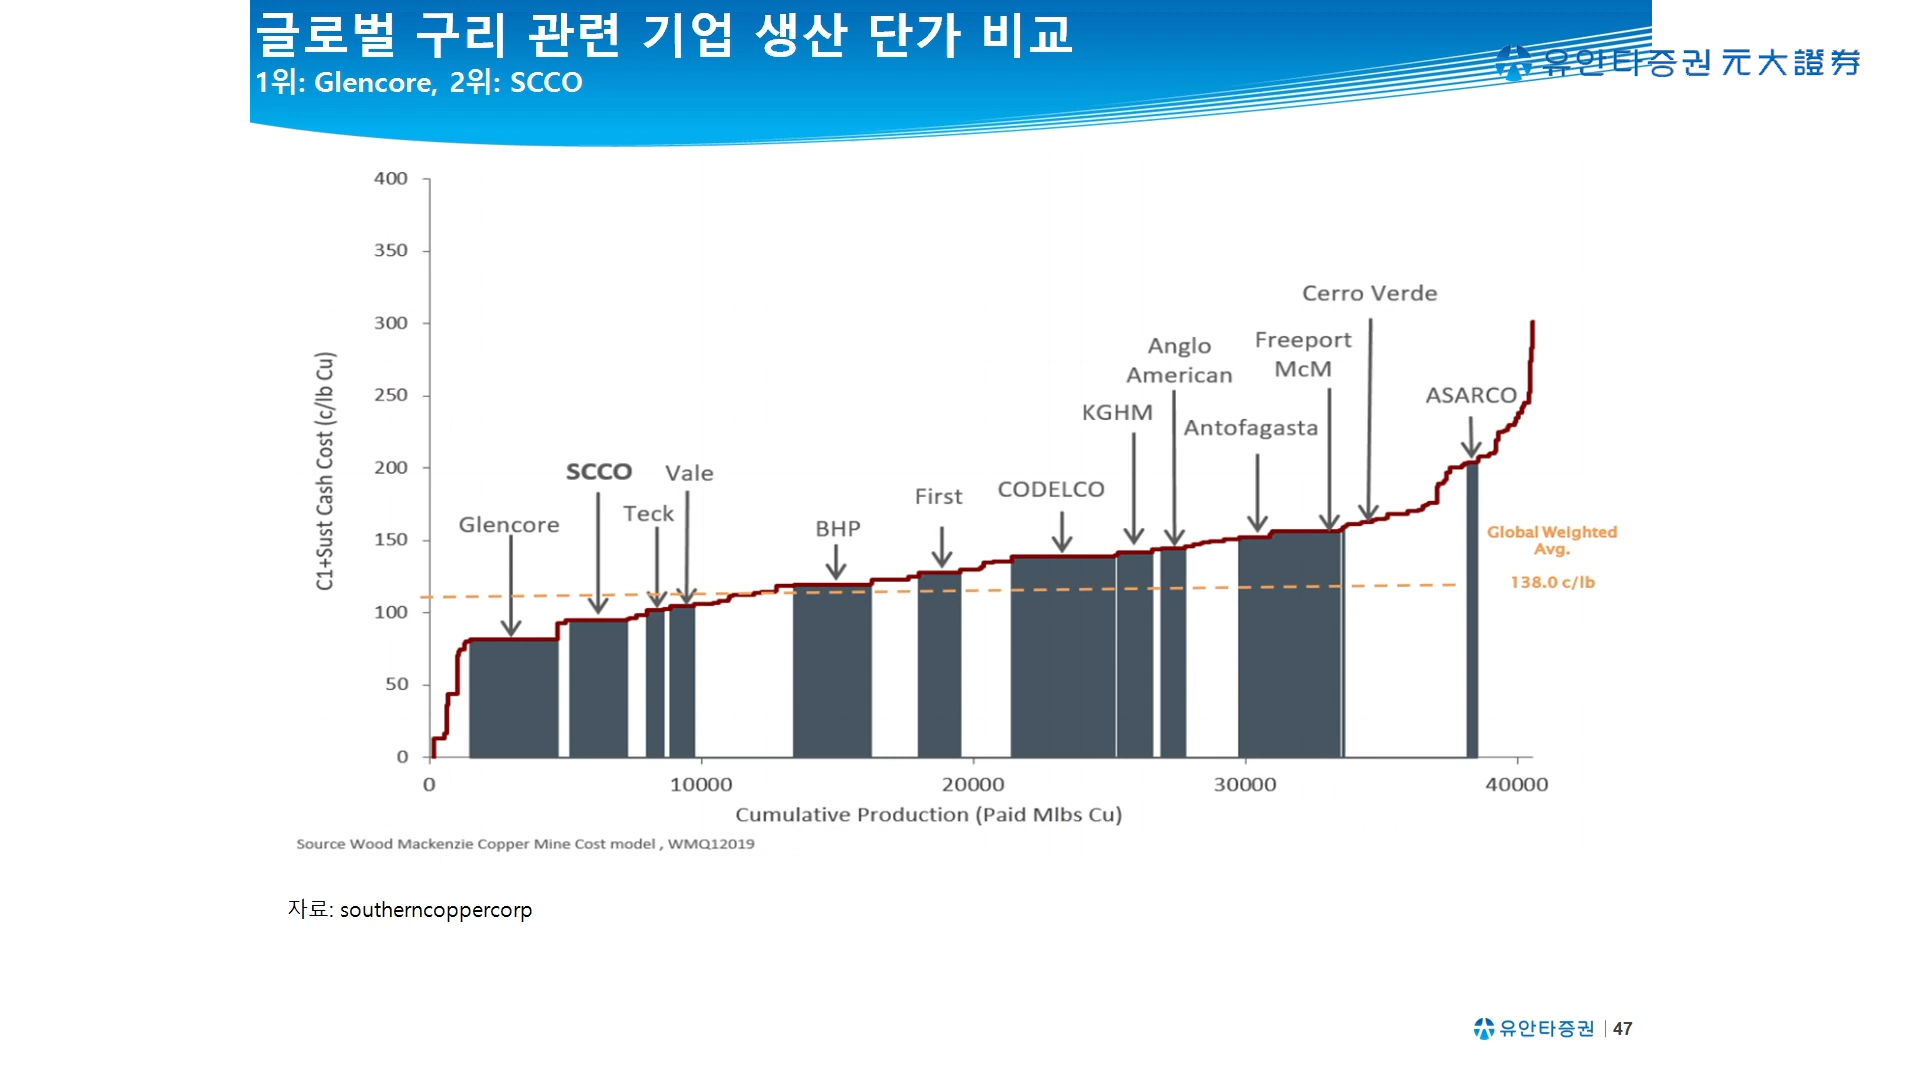 글로벌 구리 관련 기업 생산 단가 비교
1위: Glencore, 2위: SCCO
유안타증권 元大證券
400
350
300
250
200
150
100
50
0
C1+Sust Cash Cost (c/lb Cu)
Glencore
SCCO
Teck
Vale
BHP
First
CODELCO
KGHM
Anglo
American
Antofagasta
Freeport
McM
Cerro Verde
ASARCO
Global Weighted
Avg.
138.0 c/lb
0
10000
20000
30000
40000
Cumulative Production (Paid Mlbs Cu)
Source Wood Mackenzie Copper Mine Cost model , WMQ12019
자료: southerncoppercorp
유안타증권 | 47